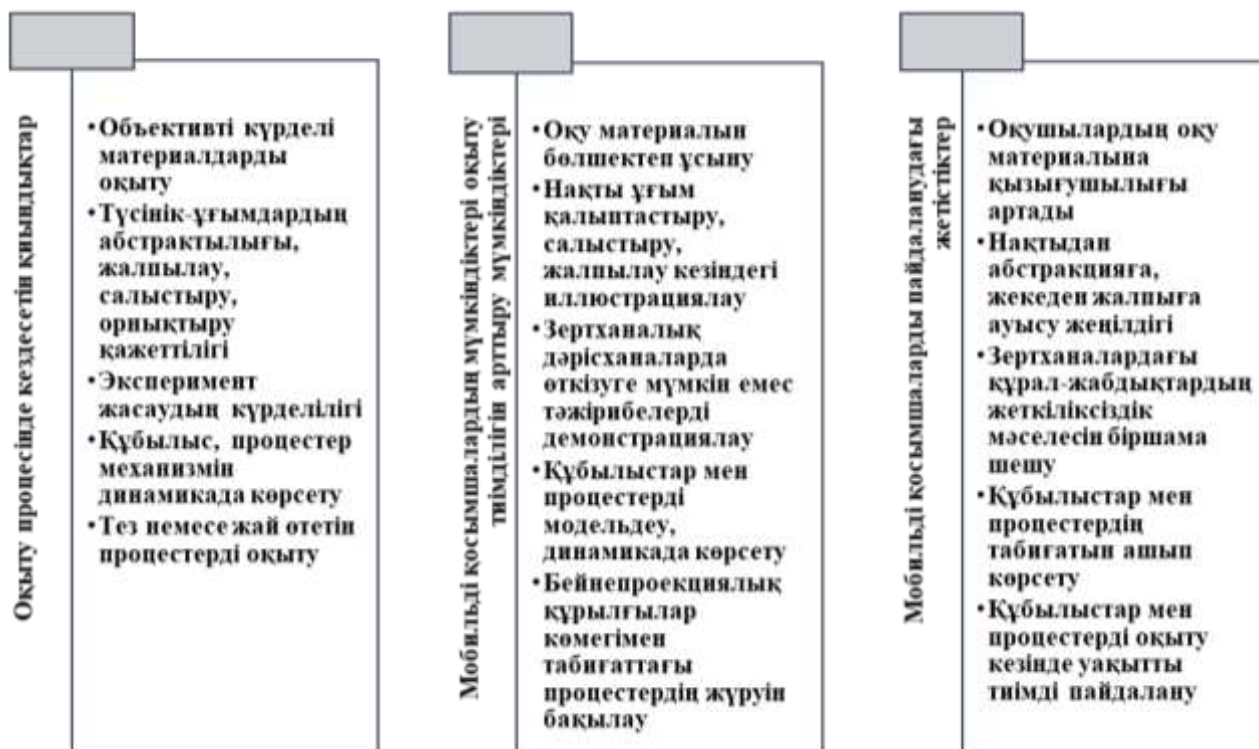 Оқыту процесінде кездесетін қиындықтар
•Объективті күрделі
материалдарды
оқыту
•Түсінік-ұғымдардың
абстрактылығы,
жалпылау,
салыстыру,
орнықтыру
қажеттілігі
•Эксперимент
жасаудың күрделілігі
•Құбылыс, процестер
механизмін
динамикада көрсету
•Тез немесе жай өтетін
процестерді оқыту
Мобильді қосымшалардың мүмкіндіктері оқыту
тиімділігін арттыру мүмкіндіктері
•Оқу материалын
бөлшектеп ұсыну
•Нақты ұғым
қалыптастыру,
салыстыру,
жалпылау кезіндегі
иллюстрациялау
•Зертханалық
дәрісханаларда
өткізуге мүмкін емес
тәжірибелерді
демонстрациялау
•Құбылыстар мен
процестерді
модельдеу,
динамикада көрсету
•Бейнепроекциялық
құрылғылар
көмегімен
табиғаттағы
процестердің жүруін
бақылау
Мобильді қосымшаларды пайдаланудағы
жетістіктер
•Оқушылардың оқу
материалына
қызығушылығы
артады
•Нақтыдан
абстракцияға,
жекеден жалпыға
ауысу жеңілдігі
•Зертханалардағы
құрал-жабдықтардың
жеткіліксіздік
мәселесін біршама
шешу
•Құбылыстар мен
процестердің
табиғатын ашып
көрсету
•Құбылыстар мен
процестерді оқыту
кезінде уақытты
тиімді пайдалану